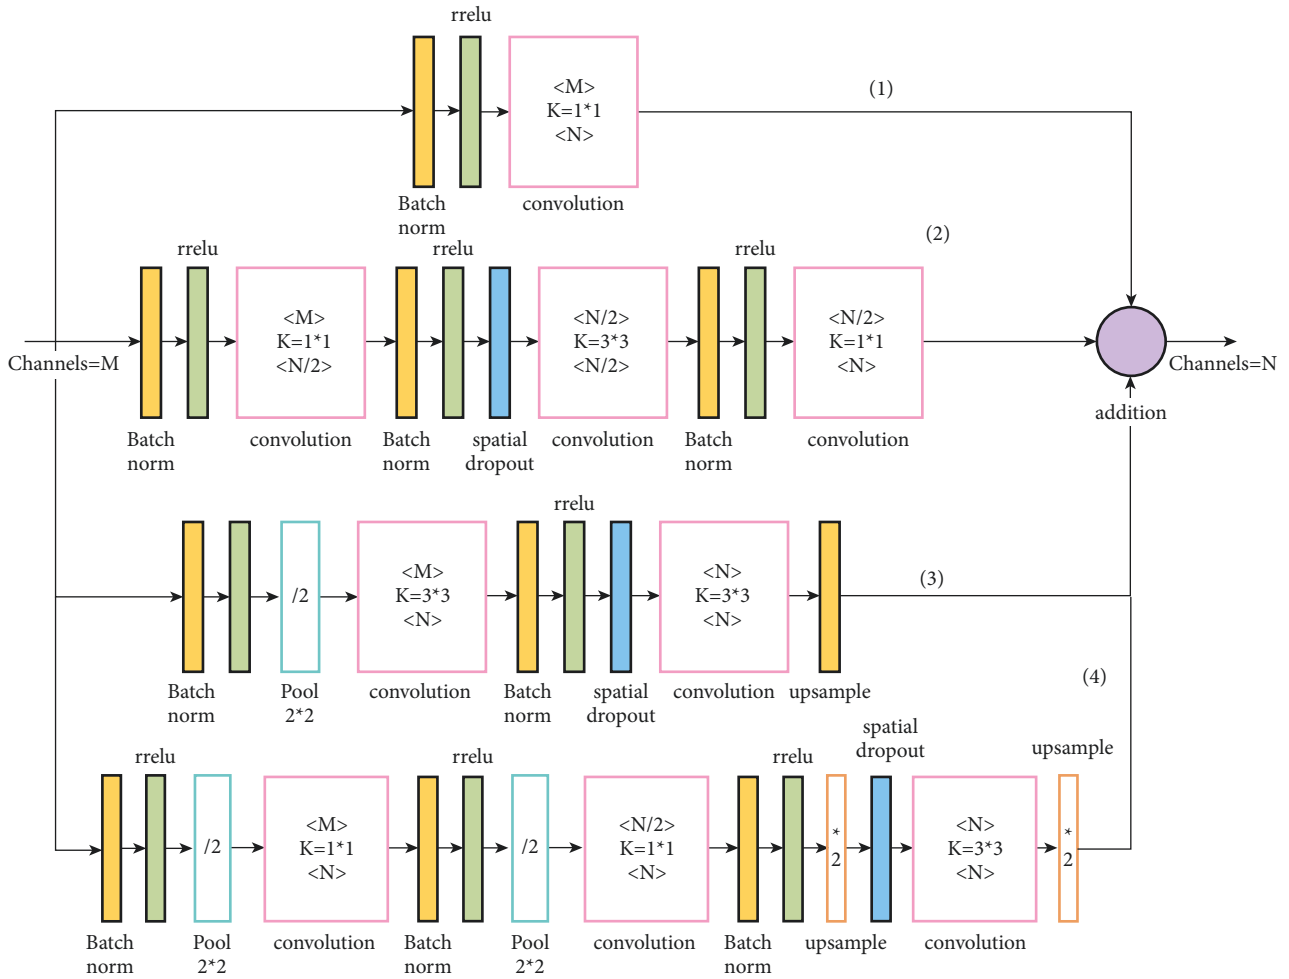 rrelu
(1)
<M>
K=1*1
<N>
Batch
norm
convolution
(2)
rrelu
rrelu
rrelu
<M>
K=1*1
<N/2>
<N/2>
K=3*3
<N/2>
<N/2>
K=1*1
<N>
Channels=M
Channels=N
addition
Batch
norm
convolution
Batch
norm
spatial
dropout
convolution
Batch
norm
convolution
rrelu
(3)
/2
<M>
K=3*3
<N>
<N>
K=3*3
<N>
Batch
norm
Pool
2*2
convolution
Batch
norm
spatial
dropout
convolution
upsample
(4)
rrelu
rrelu
rrelu
spatial
dropout
upsample
/2
<M>
K=1*1
<N>
/2
<N/2>
K=1*1
<N>
*
2
<N>
K=3*3
<N>
*
2
Batch
norm
Pool
2*2
convolution
Batch
norm
Pool
2*2
convolution
Batch
norm
upsample
convolution